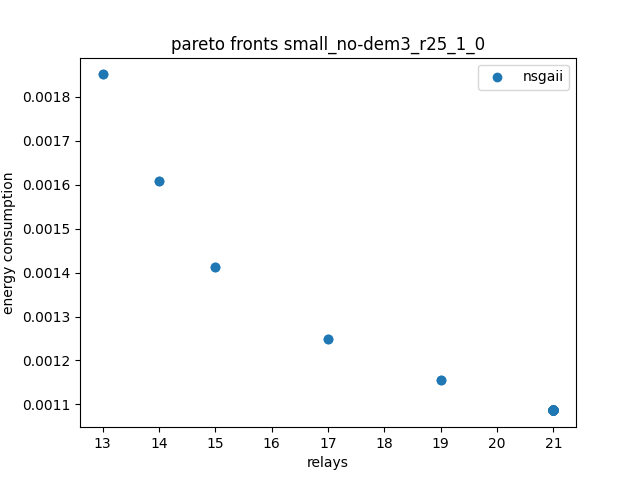 pareto fronts small_no-dem3_r25_1_0
nsgaii
0.0018
0.0017
0.0016
0.0015
0.0014
0.0013
0.0012
0.0011
energy consumption
13 14 15 16 17 18 19 20 21
relays